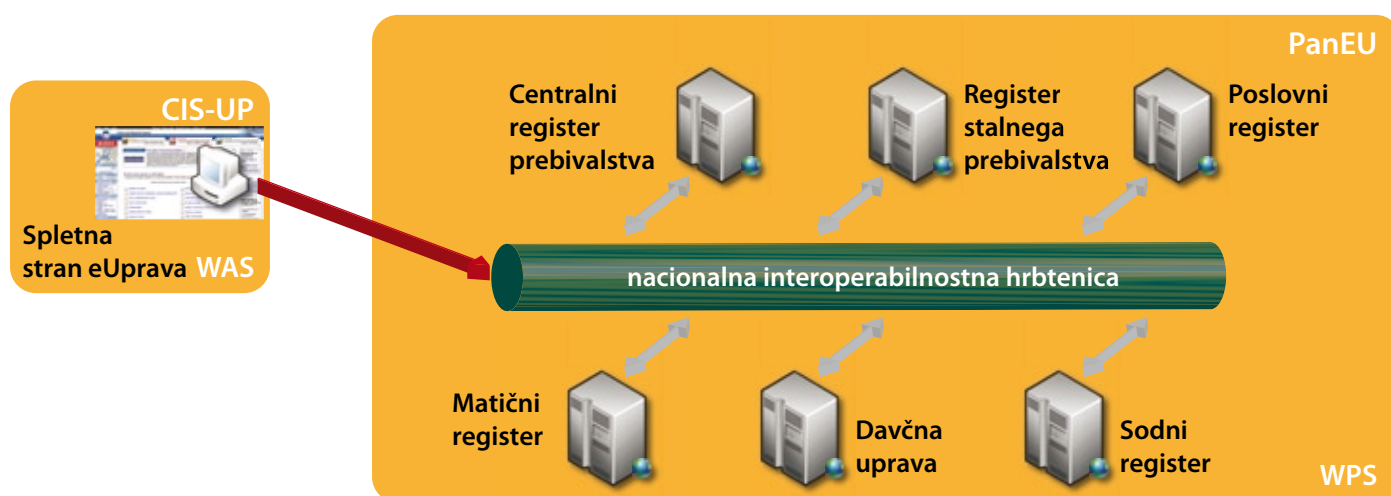 PanEU
CIS-UP
Spletna
stran eUprava
WAS
Centralni
register
prebivalstva
Register
stalnega
prebivalstva
Poslovni
register
nacionalna interoperabilnostna hrbtenica
Matični
register
Davčna
uprava
Sodni
register
WPS